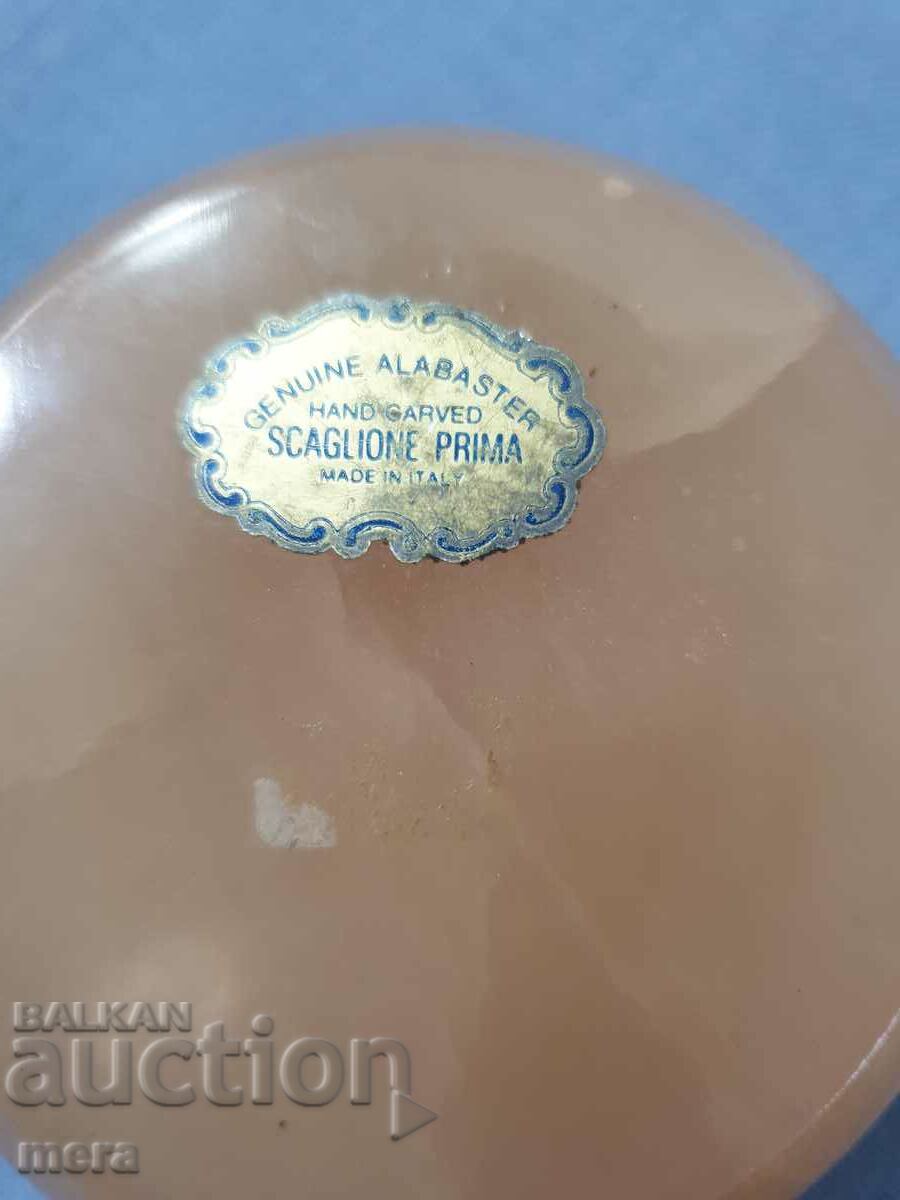 GENUINE ALABASTER
HAND CARVED
SCAGLIONE PRIMA
MADE IN ITALY
BALKAN
auction
mera